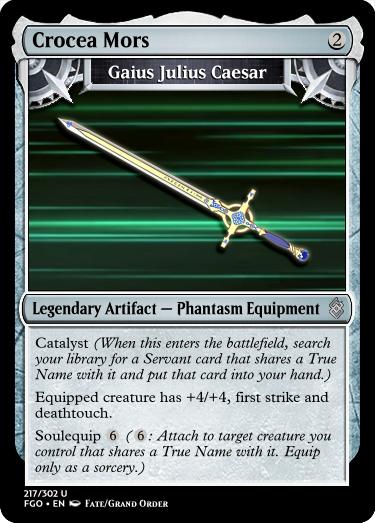 Crocea Mors 2
Gaius Julius Caesar
Legendary Artifact — Phantasm Equipment
Catalyst (When this enters the battlefield, search
your library for a Servant card that shares a True
Name with it and put that card into your hand.)
Equipped creature has +4/+4, first strike and
deathtouch.
Soulequip 6 (6: Attach to target creature you
control that shares a True Name with it. Equip
only as a sorcery.)
217/302 U
FGO • EN Fate/Grand Order